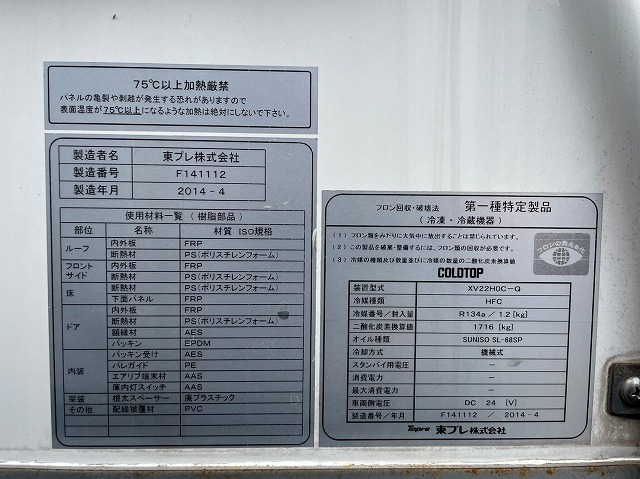 75℃以上加熱厳禁
パネルの亀裂や剥離が発生する恐れがありますので
表面温度が75℃以上になるような加熱は絶対にしないで下さい。
製造者名 東プレ株式会社
製造番号 F141112
製造年月 2014-4
使用材料一覧（樹脂部品）
部位 名称 材質 ISO規格
ルーフ 内外板 FRP
断熱材 PS(ポリスチレンフォーム)
フロント サイド 内外板 FRP
断熱材 PS(ポリスチレンフォーム)
床 断熱材 PS(ポリスチレンフォーム)
下面パネル FRP
ドア 内外板 FRP
断熱材 PS(ポリスチレンフォーム)
額縁材 AES
パッキン EPDM
内装 パッキン受け AES
バレガイド PE
エアリブ端末材 AAS
庫内灯スイッチ AAS
架装 根太スペーサー 廃プラスチック
その他 配線被覆材 PVC
フロン回収・破壊法 第一種特定製品
（冷凍・冷蔵機器）
(1) フロン類をみだりに大気中に放出することは禁じられています。
(2) この製品を廃棄・整備するには、フロン類の回収が必要です。
(3) 冷媒の種類及び数量並びに冷媒の数量の二酸化炭素換算値
フロンの見える化
COLDTOP
装置型式 XV22H0C-Q
冷媒種類 HFC
冷媒番号/封入量 R134a / 1.2[kg]
二酸化炭素換算値 1716 [kg]
オイル種類 SUNISO SL-68SP
冷却方式 機械式
スタンバイ用電圧 －
消費電力 －
最大消費電力 －
車両側電圧 DC 24 [V]
製造番号/年月 F141112 / 2014-4
Topre 東プレ株式会社